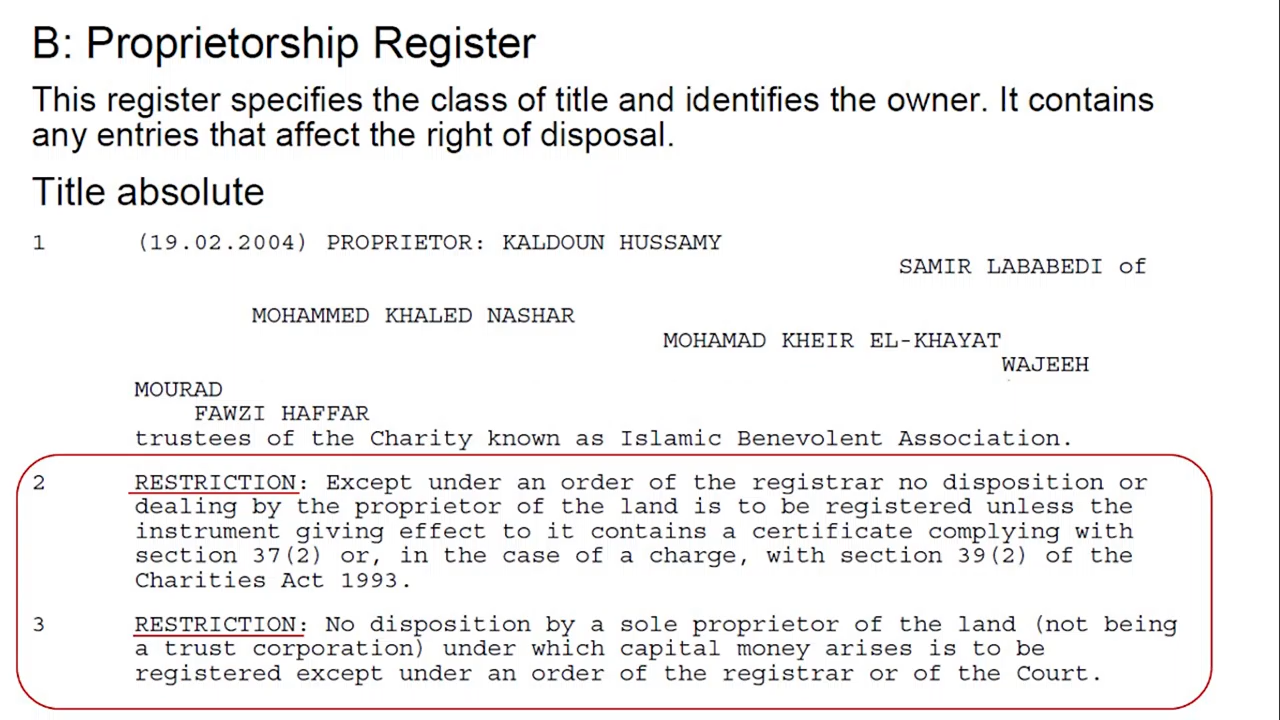 B: Proprietorship Register
This register specifies the class of title and identifies the owner. It contains
any entries that affect the right of disposal.
Title absolute
1 (19.02.2004) PROPRIETOR: KALDOUN HUSSAMY
SAMIR LABABEDI of
MOHAMMED KHALED NASHAR
MOHAMAD KHEIR EL-KHAYAT
WAJEEH
MOURAD
FAWZI HAFFAR
trustees of the Charity known as Islamic Benevolent Association.
2 RESTRICTION: Except under an order of the registrar no disposition or
dealing by the proprietor of the land is to be registered unless the
instrument giving effect to it contains a certificate complying with
section 37(2) or, in the case of a charge, with section 39(2) of the
Charities Act 1993.
3 RESTRICTION: No disposition by a sole proprietor of the land (not being
a trust corporation) under which capital money arises is to be
registered except under an order of the registrar or of the Court.